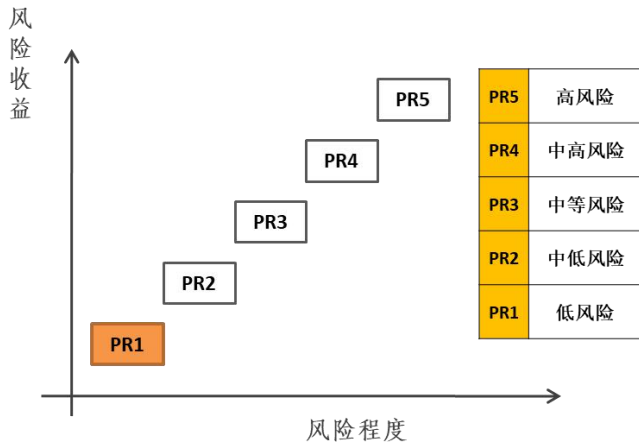 风
险
收
益
PR5
PR4
PR3
PR2
PR1
风险程度
PR5 高风险
PR4 中高风险
PR3 中等风险
PR2 中低风险
PR1 低风险